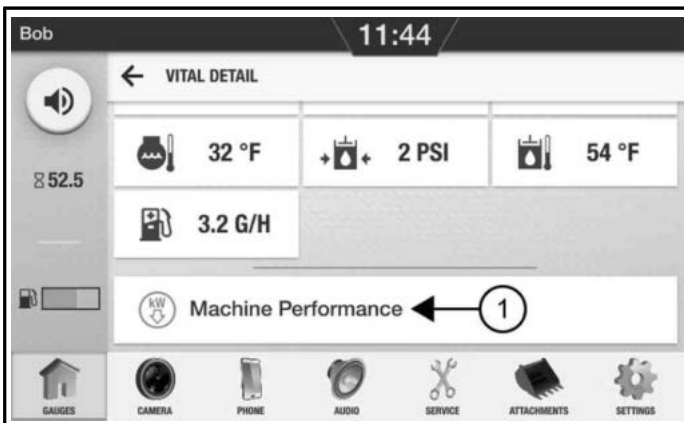 Bob
11:44
← VITAL DETAIL
32 °F
2 PSI
54 °F
52.5
3.2 G/H
kW
Machine Performance
1
GAUGES
CAMERA
PHONE
AUDIO
SERVICE
ATTACHMENTS
SETTINGS